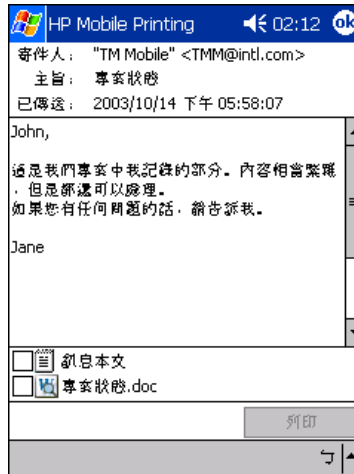 HP Mobile Printing 02:12 ok
寄件人: "TM Mobile" <TMM@intl.com>
主旨: 專案狀態
已傳送: 2003/10/14 下午 05:58:07
John,
這是我們專案中我記錄的部分。內容相當繁雜
，但是都還可以處理。
如果您有任何問題的話，請告訴我。
Jane
訊息本文
專案狀態.doc
列印
ㄅ